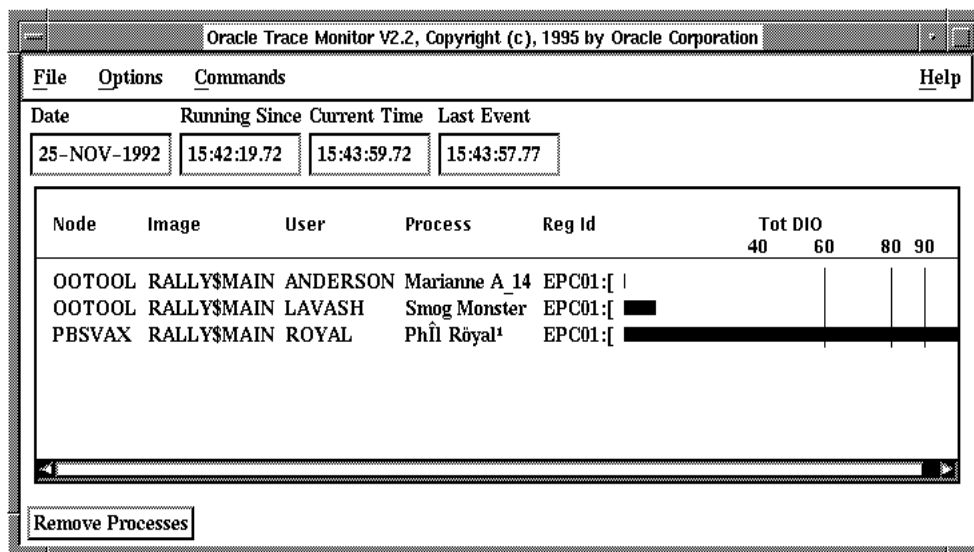 Oracle Trace Monitor V2.2, Copyright (c), 1995 by Oracle Corporation
File Options Commands Help
Date Running Since Current Time Last Event
25-NOV-1992 15:42:19.72 15:43:59.72 15:43:57.77
Node Image User Process Reg Id Tot DIO
40 60 80 90
OOTOOL RALLY$MAIN ANDERSON Marianne A_14 EPC01:[
OOTOOL RALLY$MAIN LAVASH Smog Monster EPC01:[
PBSVAX RALLY$MAIN ROYAL PhÎl Röyal¹ EPC01:[
Remove Processes